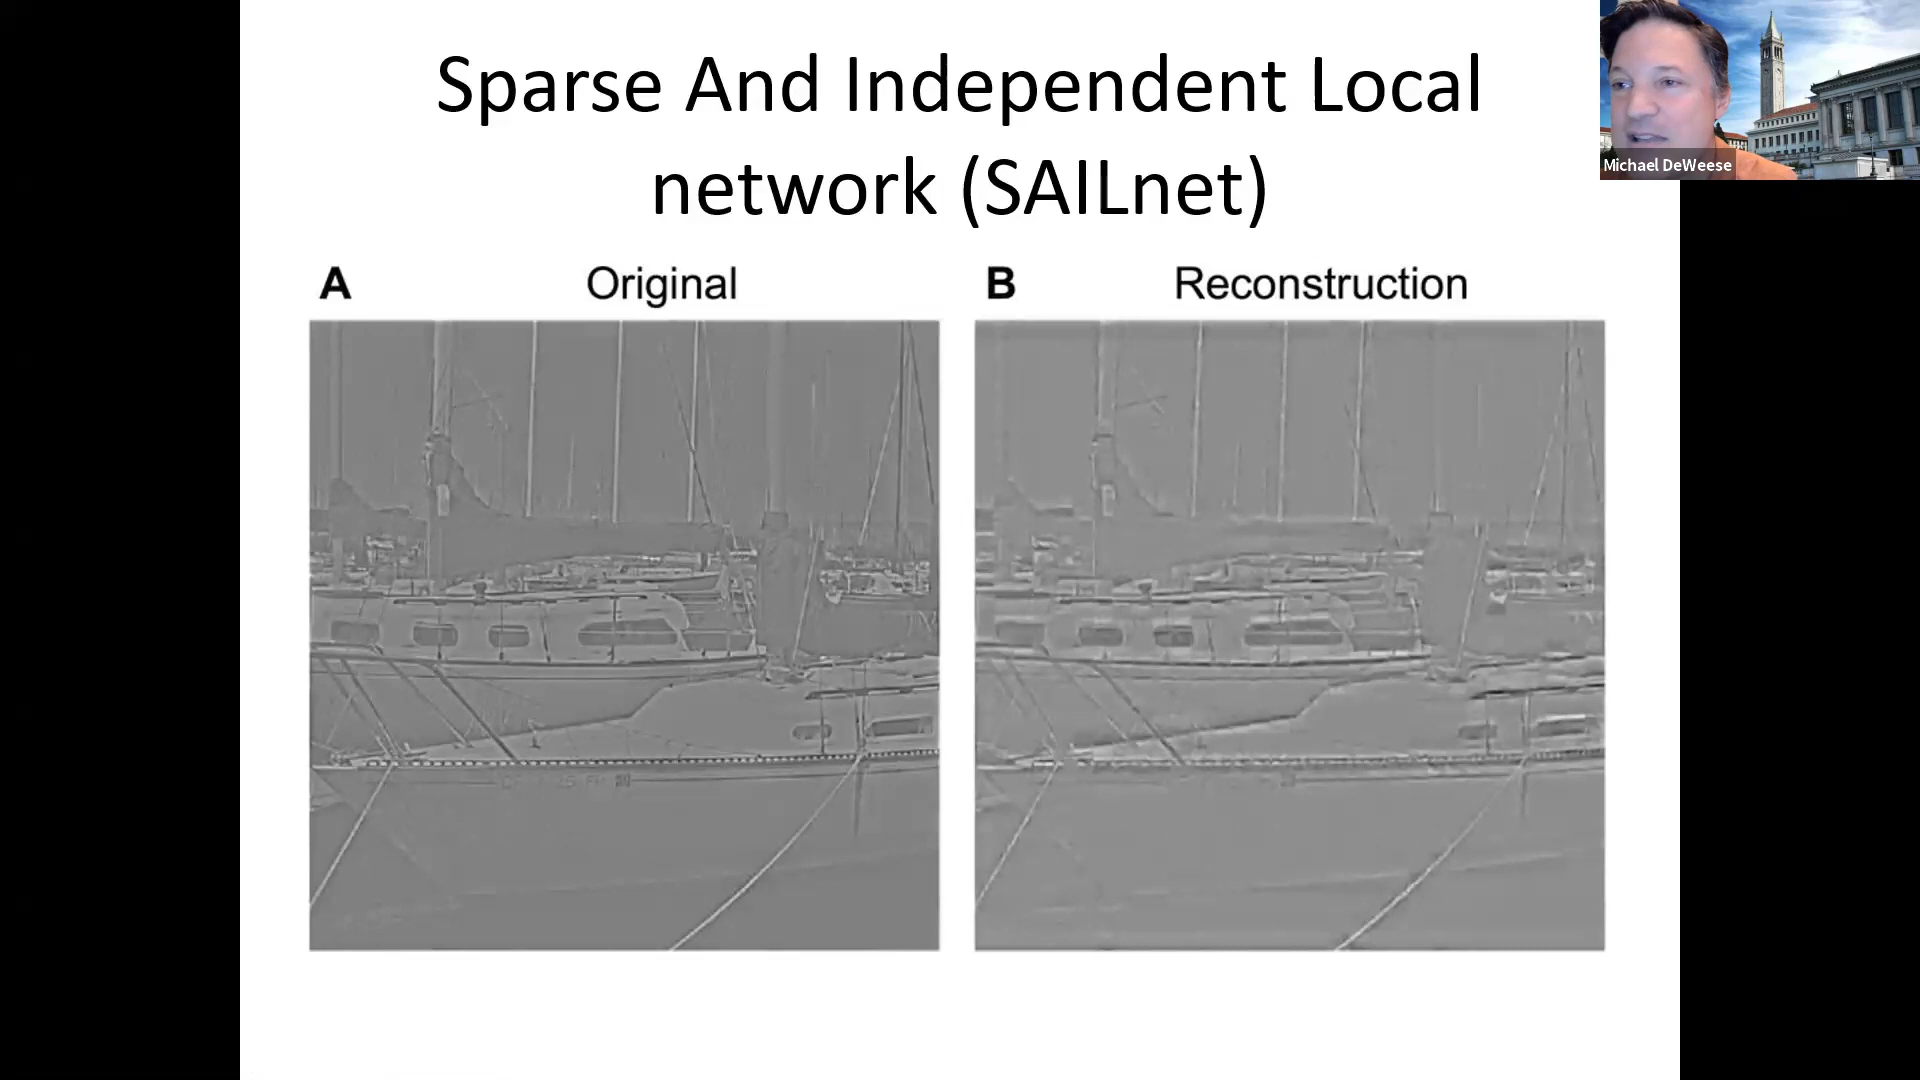 Sparse And Independent Local
network (SAILnet)
Michael DeWeese
A Original
B Reconstruction